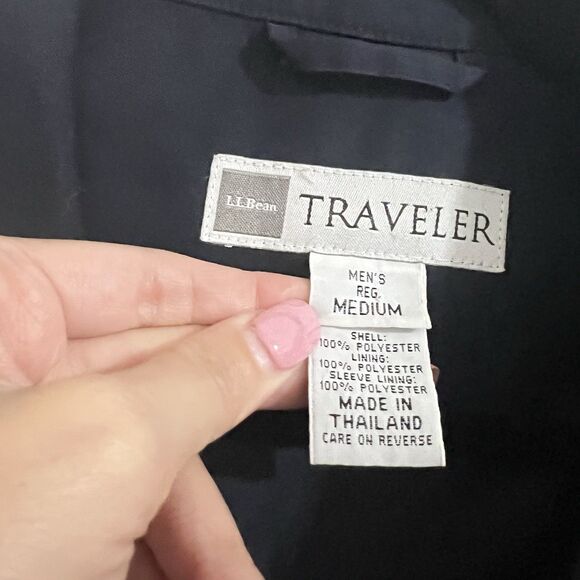 L.L.Bean TRAVELER
MEN'S
REG.
MEDIUM
SHELL:
100% POLYESTER
LINING:
100% POLYESTER
SLEEVE LINING:
100% POLYESTER
MADE IN
THAILAND
CARE ON REVERSE